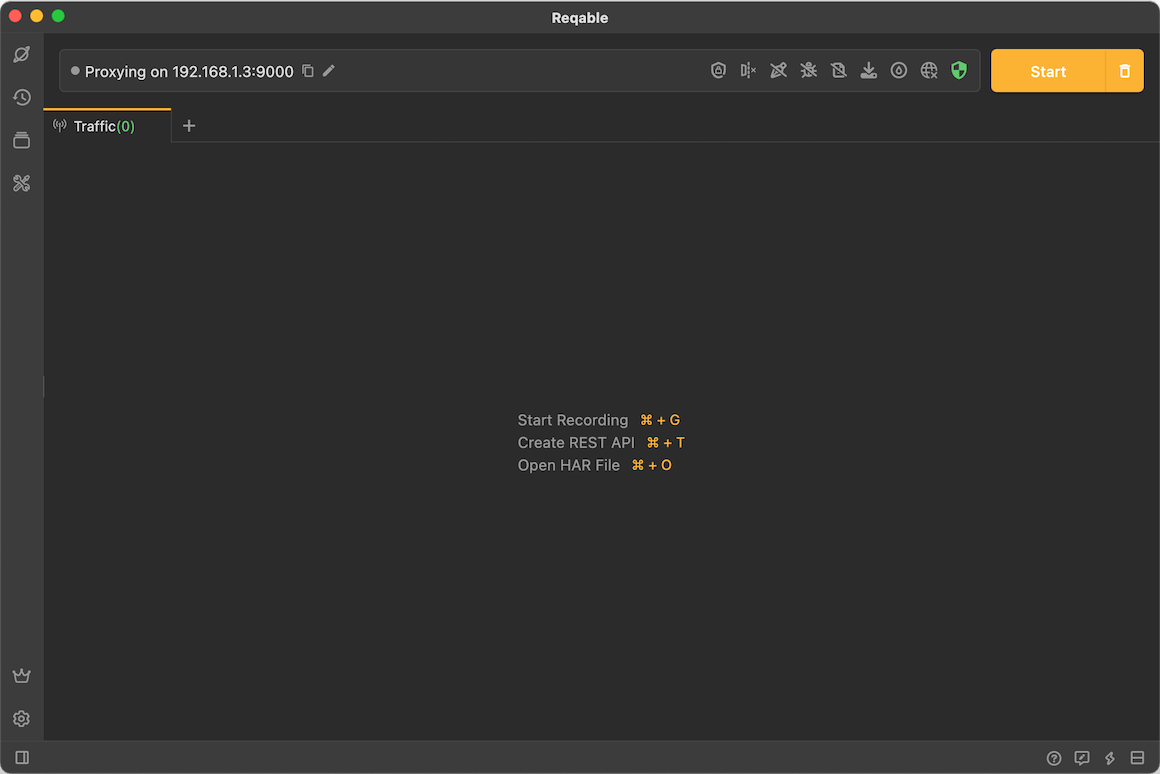 Reqable
Proxying on 192.168.1.3:9000
Start
Traffic(0)
Start Recording ⌘ + G
Create REST API ⌘ + T
Open HAR File ⌘ + O